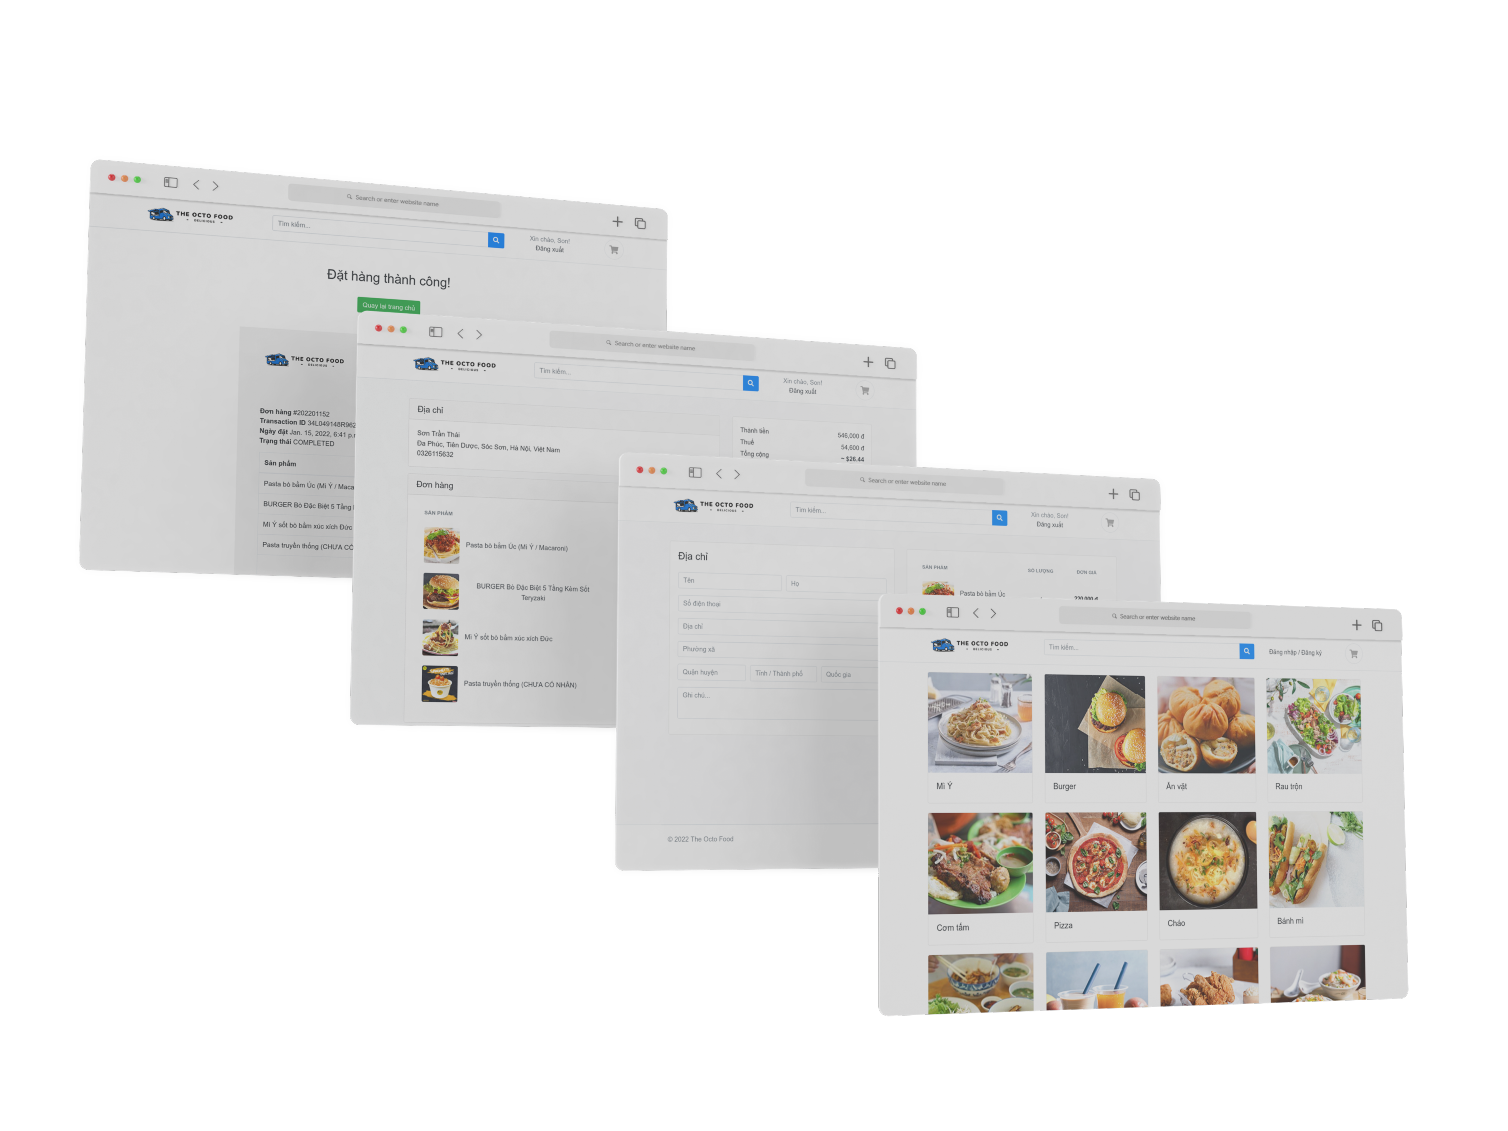 Search or enter website name
THE OCTO FOOD
DELICIOUS
Tìm kiếm...
Xin chào, Son!
Đăng xuất
Đặt hàng thành công!
Quay lại trang chủ
THE OCTO FOOD
DELICIOUS
Đơn hàng #202201152
Transaction ID 34L049148R962
Ngày đặt Jan. 15, 2022, 6:41 p.m
Trạng thái COMPLETED
Sản phẩm
Pasta bò bằm Úc (Mì Ý / Maca
BURGER Bò Đặc Biệt 5 Tầng
Mì Ý sốt bò bằm xúc xích Đức
Pasta truyền thống (CHƯA CÓ
Search or enter website name
THE OCTO FOOD
DELICIOUS
Tìm kiếm...
Xin chào, Son!
Đăng xuất
Địa chỉ
Sơn Trần Thái
Đa Phúc, Tiên Dược, Sóc Sơn, Hà Nội, Việt Nam
0326115632
Thành tiền 546,000 đ
Thuế 54,600 đ
Tổng cộng ~ $26.44
Đơn hàng
SẢN PHẨM
Pasta bò bằm Úc (Mì Ý / Macaroni)
BURGER Bò Đặc Biệt 5 Tầng Kèm Sốt
Teryzaki
Mì Ý sốt bò bằm xúc xích Đức
Pasta truyền thống (CHƯA CÓ NHÂN)
Search or enter website name
THE OCTO FOOD
DELICIOUS
Tìm kiếm...
Xin chào, Son!
Đăng xuất
Địa chỉ
Tên Họ
Số điện thoại
Địa chỉ
Phường xã
Quận huyện Tỉnh / Thành phố Quốc gia
Ghi chú...
SẢN PHẨM SỐ LƯỢNG ĐƠN GIÁ
Pasta bò bằm Úc 220,000 đ
© 2022 The Octo Food
Search or enter website name
THE OCTO FOOD
DELICIOUS
Tìm kiếm...
Đăng nhập / Đăng ký
Mì Ý
Burger
Ăn vặt
Rau trộn
Cơm tấm
Pizza
Cháo
Bánh mì